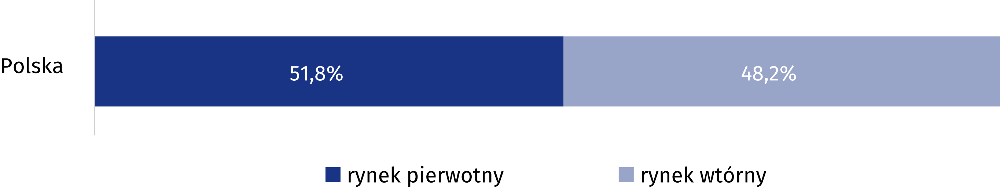 Polska
51,8%
48,2%
rynek pierwotny
rynek wtórny